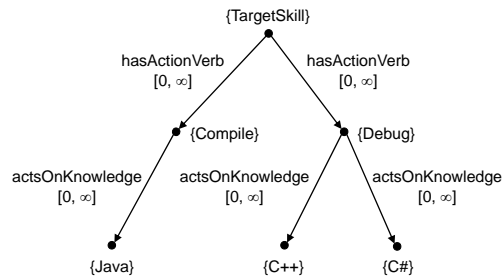 {TargetSkill}
hasActionVerb
[0, ∞]
hasActionVerb
[0, ∞]
{Compile}
{Debug}
actsOnKnowledge
[0, ∞]
actsOnKnowledge
[0, ∞]
actsOnKnowledge
[0, ∞]
{Java}
{C++}
{C#}